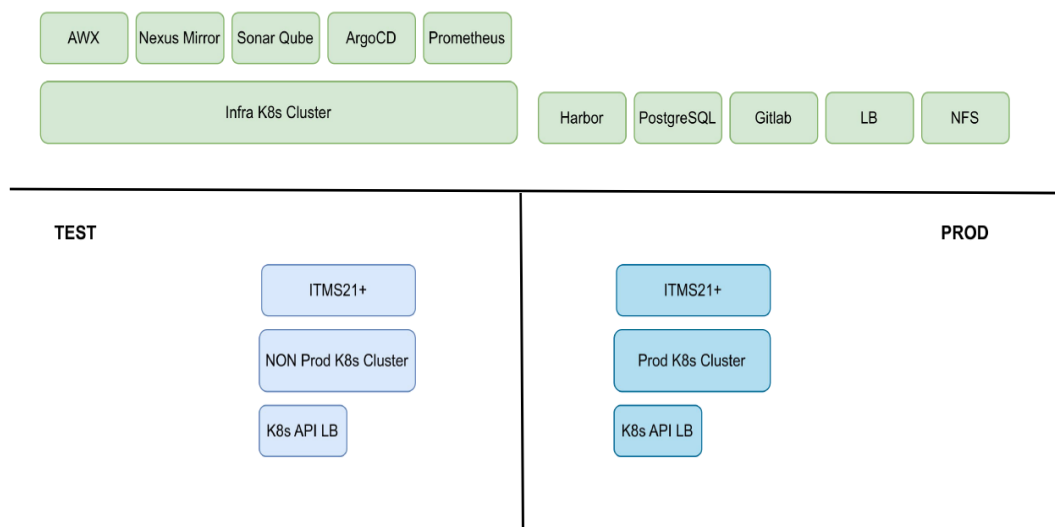 AWX
Nexus Mirror
Sonar Qube
ArgoCD
Prometheus
Infra K8s Cluster
Harbor
PostgreSQL
Gitlab
LB
NFS
TEST
PROD
ITMS21+
ITMS21+
NON Prod K8s Cluster
Prod K8s Cluster
K8s API LB
K8s API LB